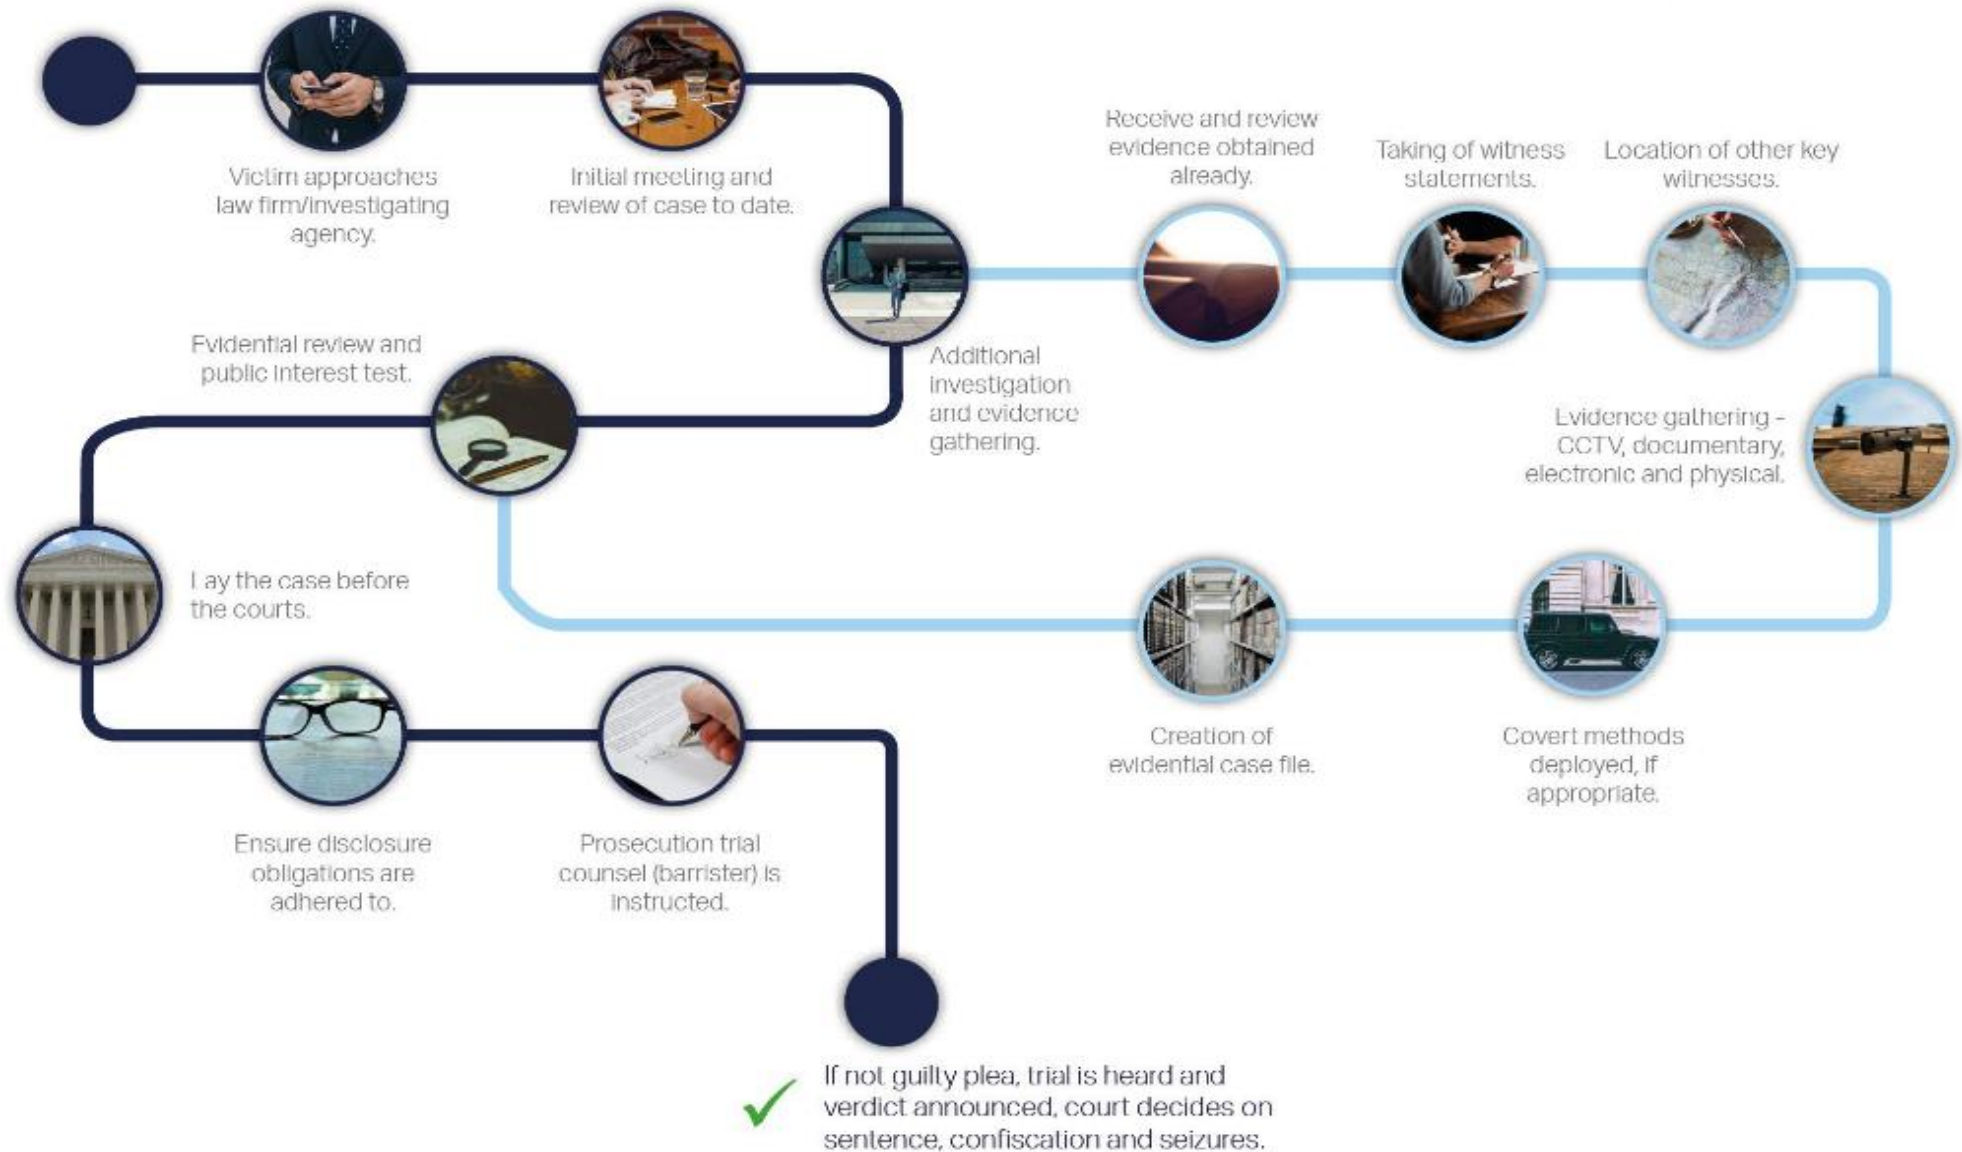 Victim approaches
law firm/investigating
agency.
Initial meeting and
review of case to date.
Additional
investigation
and evidence
gathering.
Receive and review
evidence obtained
already.
Taking of witness
statements.
Location of other key
witnesses.
Evidence gathering -
CCTV, documentary,
electronic and physical.
Covert methods
deployed, if
appropriate.
Creation of
evidential case file.
Evidential review and
public interest test.
Lay the case before
the courts.
Ensure disclosure
obligations are
adhered to.
Prosecution trial
counsel (barrister) is
instructed.
If not guilty plea, trial is heard and
verdict announced, court decides on
sentence, confiscation and seizures.